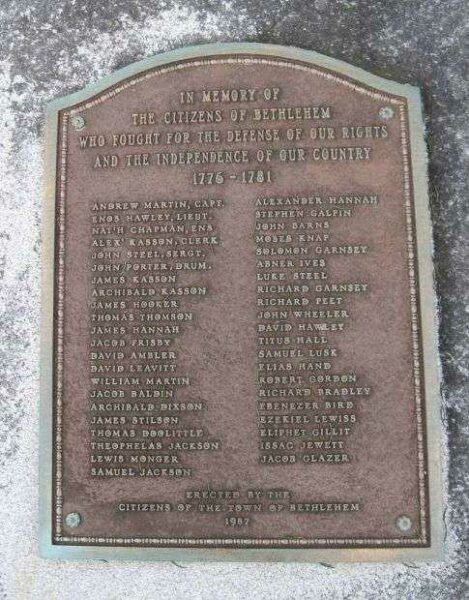 IN MEMORY OF
THE CITIZENS OF BETHLEHEM
WHO FOUGHT FOR THE DEFENSE OF OUR RIGHTS
AND THE INDEPENDENCE OF OUR COUNTRY
1776 - 1781
ANDREW MARTIN, CAPT.
ENOS HAWLEY, LIEUT.
NAT'H CHAPMAN, ENS
ALEX' KASSON, CLERK
JOHN STEEL, SERGT.
JOHN PORTER, DRUM.
JAMES KASSON
ARCHIBALD KASSON
JAMES HOOKER
THOMAS THOMSON
JAMES HANNAH
JACOB FRISBY
DAVID AMBLER
DAVID LEAVITT
WILLIAM MARTIN
JACOB BALDIN
ARCHIBALD DIXSON
JAMES STILSON
THOMAS DOOLITTLE
THEOPHELAS JACKSON
LEWIS MONGER
SAMUEL JACKSON
ALEXANDER HANNAH
STEPHEN GALPIN
JOHN BARNS
MOSES KNAP
SOLOMON GARNSEY
ABNER IVES
LUKE STEEL
RICHARD GARNSEY
RICHARD PEET
JOHN WHEELER
DAVID HAWLEY
TITUS HALL
SAMUEL LUSK
ELIAS HAND
ROBERT GORDON
RICHARD BRADLEY
EBENEZER BIRD
EZEKIEL LEWISS
ELIPHET GILLIT
ISSAC JEWETT
JACOB GLAZER
ERECTED BY THE
CITIZENS OF THE TOWN OF BETHLEHEM
1987